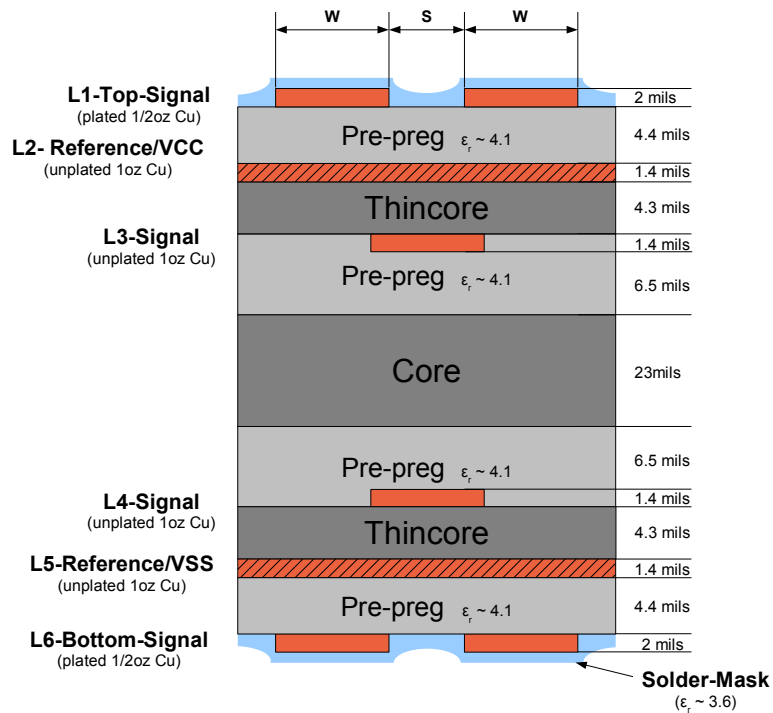 W S W
L1-Top-Signal
(plated 1/2oz Cu)
2 mils
Pre-preg εr ~ 4.1
4.4 mils
L2- Reference/VCC
(unplated 1oz Cu)
1.4 mils
Thincore
4.3 mils
L3-Signal
(unplated 1oz Cu)
1.4 mils
Pre-preg εr ~ 4.1
6.5 mils
Core
23mils
Pre-preg εr ~ 4.1
6.5 mils
L4-Signal
(unplated 1oz Cu)
1.4 mils
Thincore
4.3 mils
L5-Reference/VSS
(unplated 1oz Cu)
1.4 mils
Pre-preg εr ~ 4.1
4.4 mils
L6-Bottom-Signal
(plated 1/2oz Cu)
2 mils
Solder-Mask
(εr ~ 3.6)